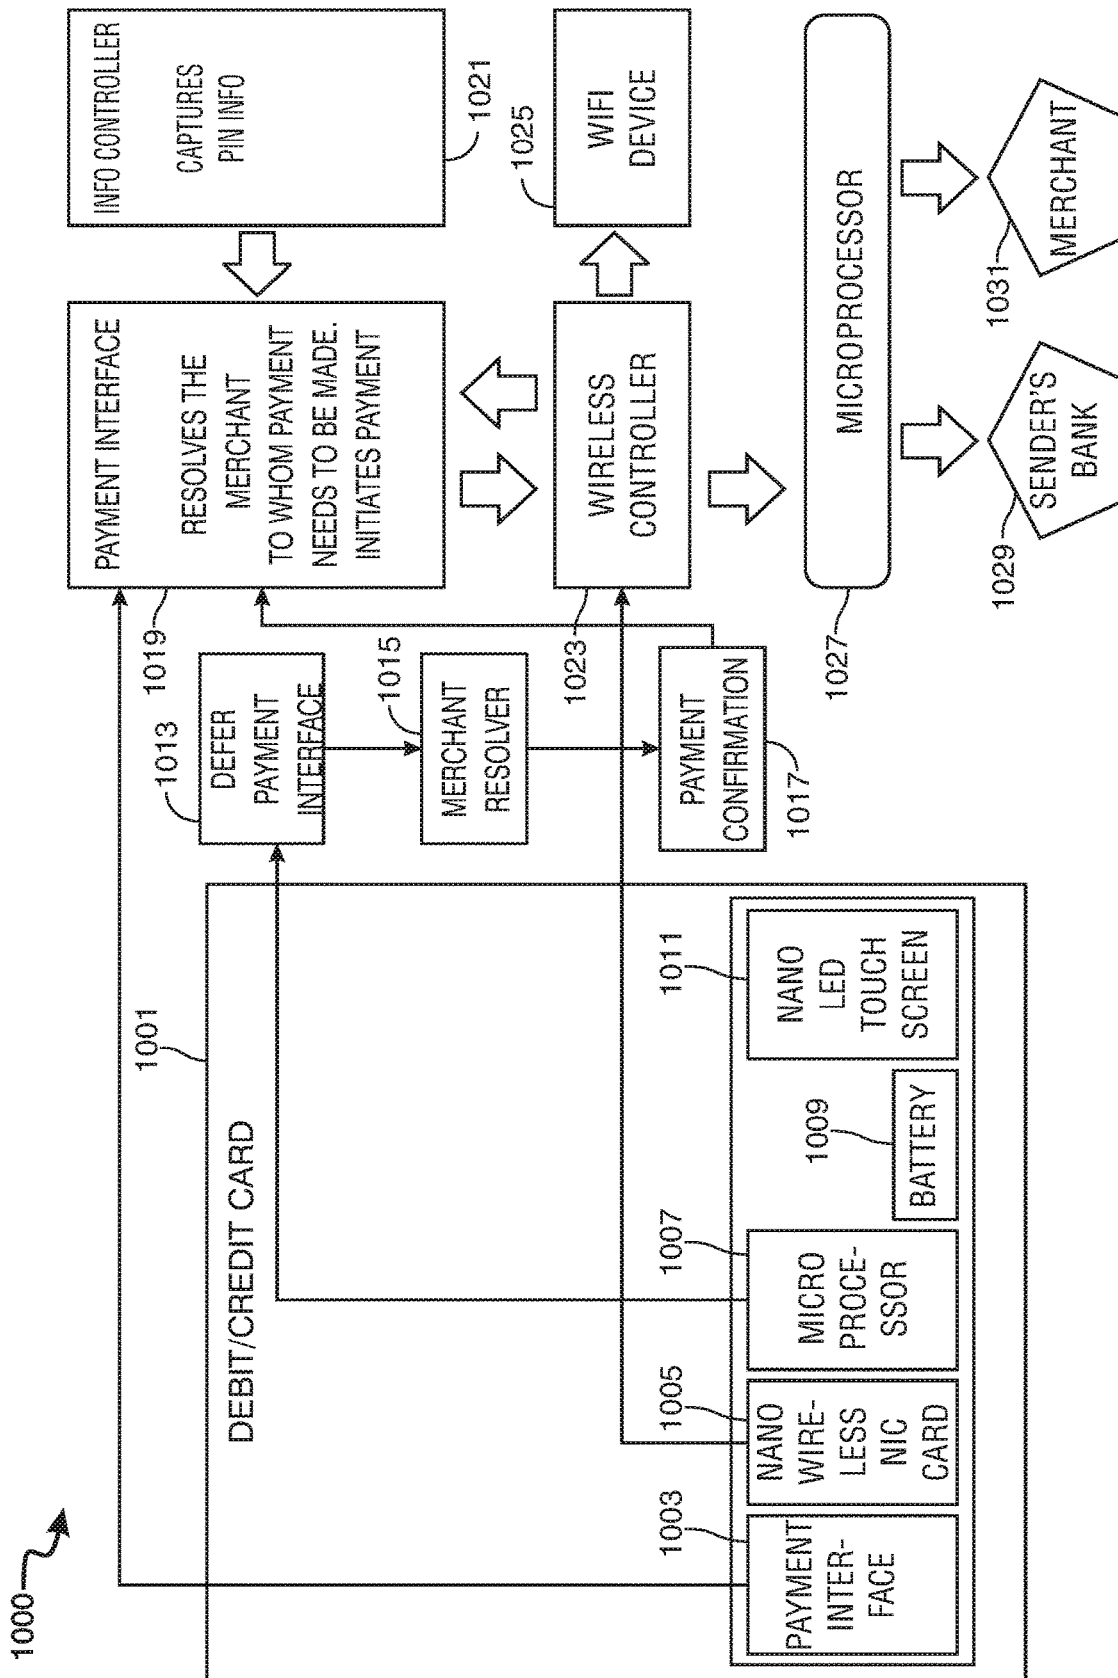 1000
1001
DEBIT/CREDIT CARD
1003
PAYMENT
INTER-
FACE
1005
NANO
WIRE-
LESS
NIC
CARD
1007
MICRO
PROCE-
SSOR
1009
BATTERY
1011
NANO
LED
TOUCH
SCREEN
1013
DEFER
PAYMENT
INTERFACE
1015
MERCHANT
RESOLVER
PAYMENT
CONFIRMATION
1017
1019
PAYMENT INTERFACE
RESOLVES THE
MERCHANT
TO WHOM PAYMENT
NEEDS TO BE MADE.
INITIATES PAYMENT
INFO CONTROLLER
CAPTURES
PIN INFO
1021
1023
WIRELESS
CONTROLLER
1025
WIFI
DEVICE
1027
MICROPROCESSOR
1029
SENDER'S
BANK
1031
MERCHANT